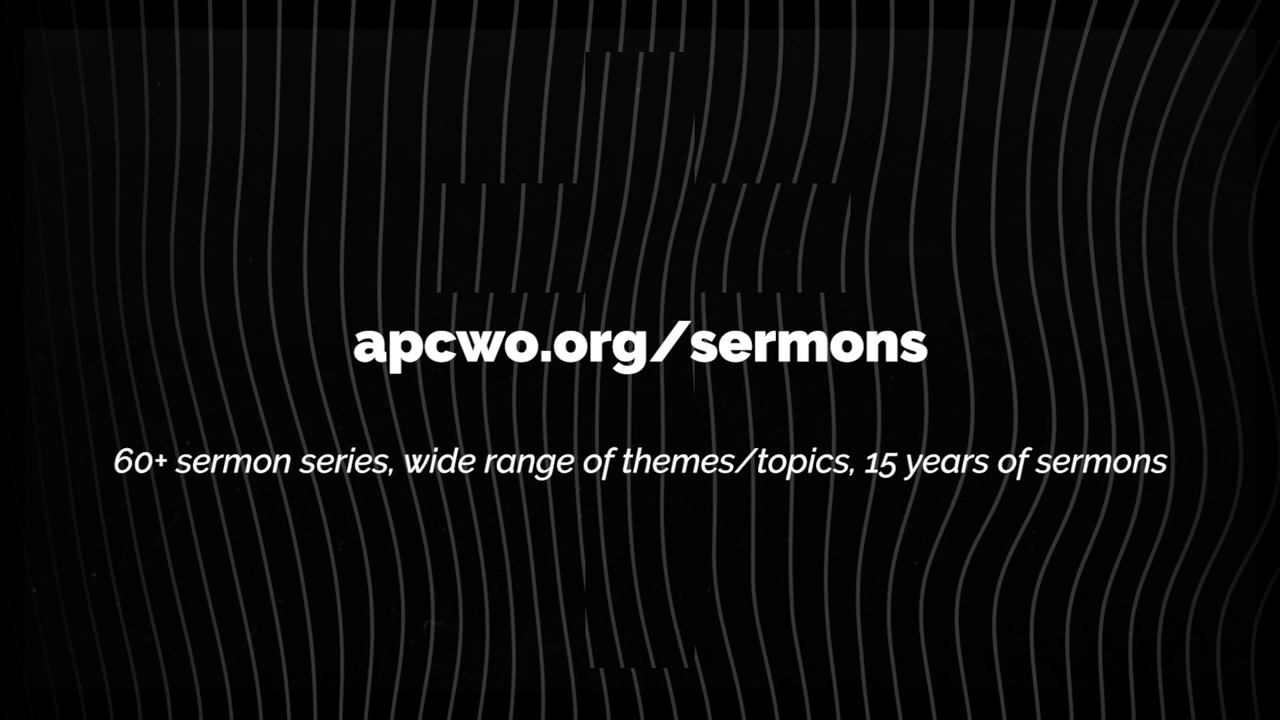 apcwo.org/sermons
60+ sermon series, wide range of themes/topics, 15 years of sermons